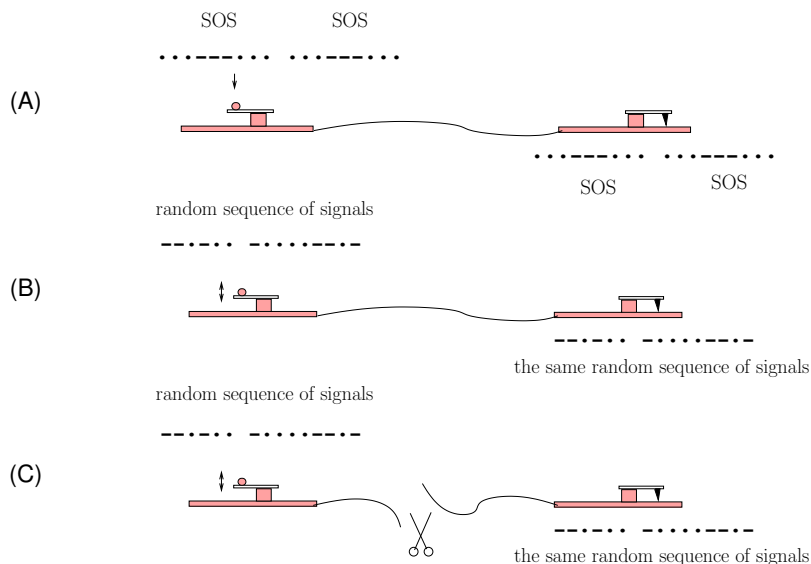 SOS SOS
(A)
SOS SOS
random sequence of signals
(B)
the same random sequence of signals
random sequence of signals
(C)
the same random sequence of signals